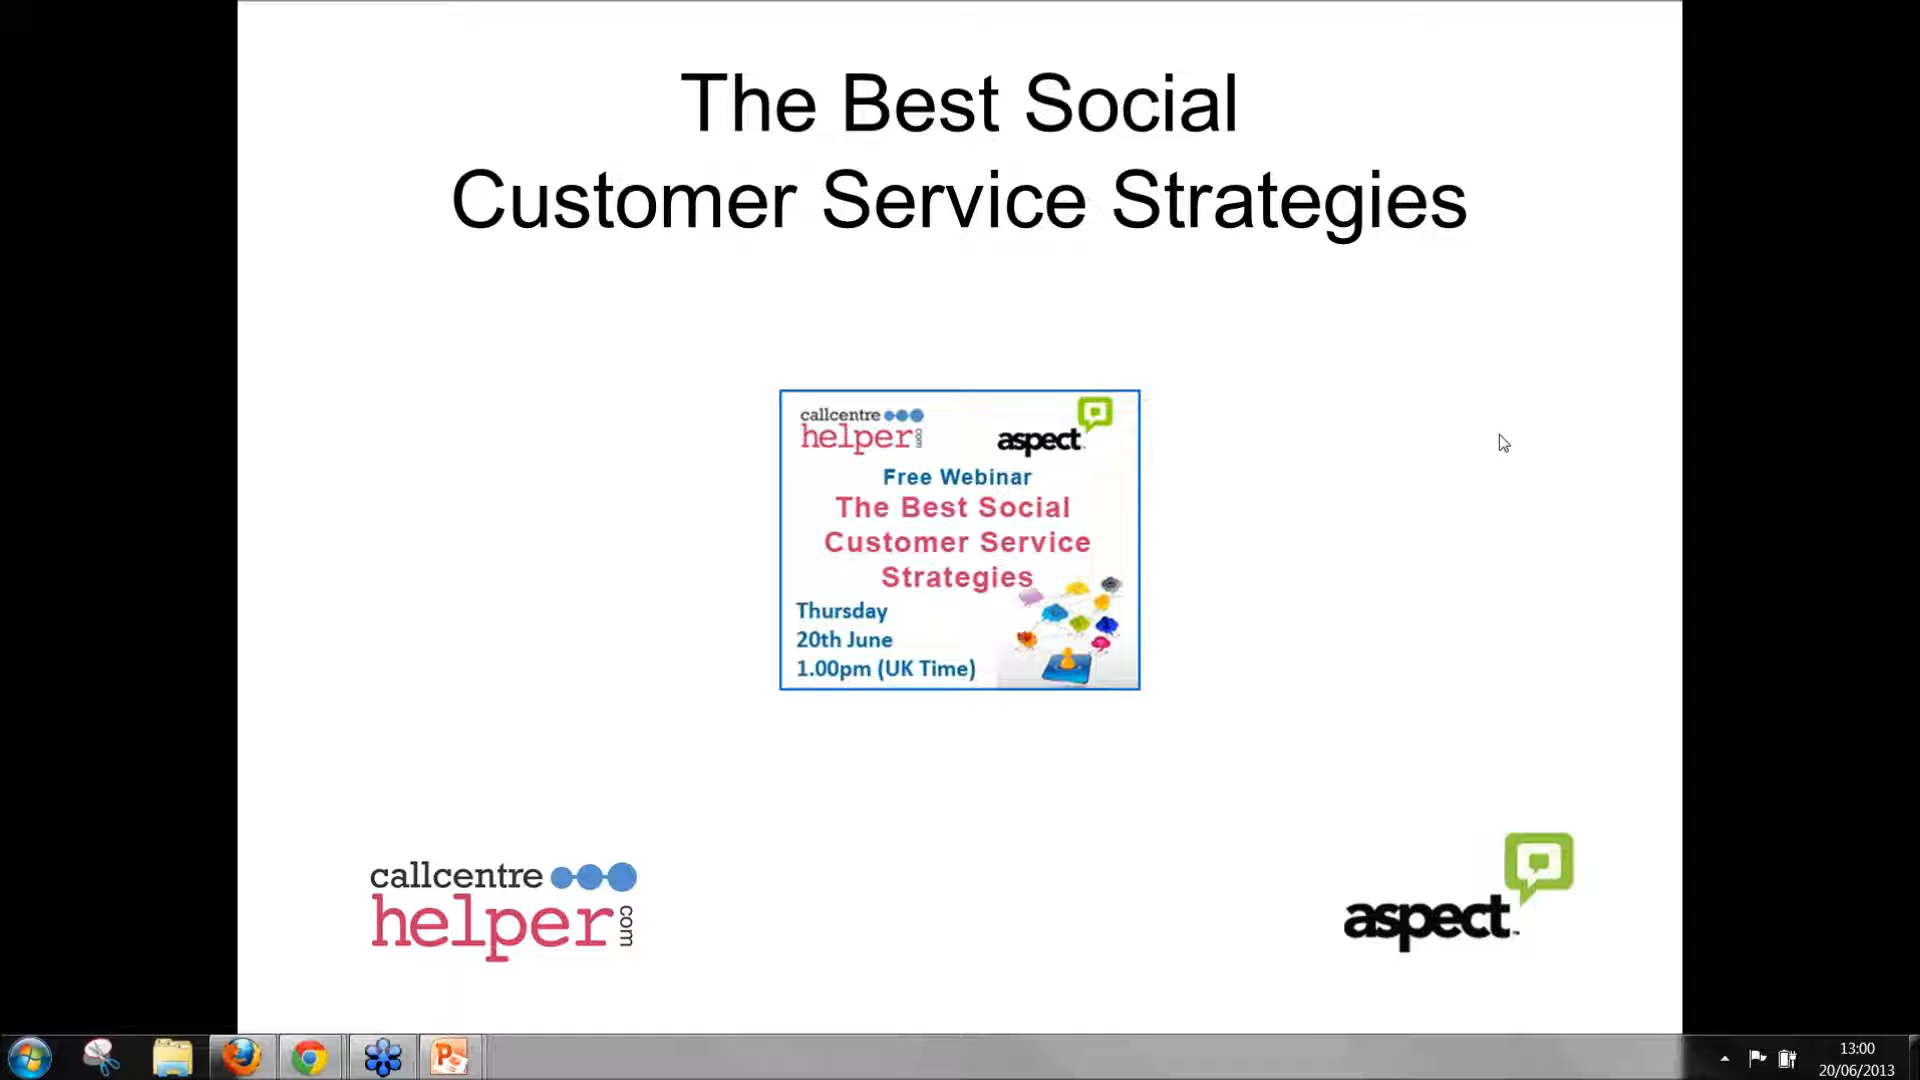 The Best Social
Customer Service Strategies
callcentre
helper.com
aspect
Free Webinar
The Best Social
Customer Service
Strategies
Thursday
20th June
1.00pm (UK Time)
callcentre
helper.com
aspect™
13:00
20/06/2013